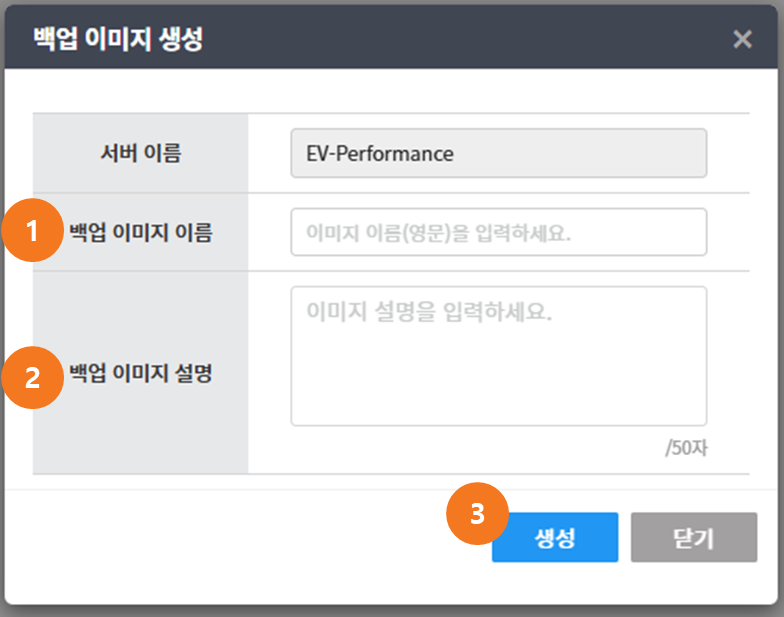 백업 이미지 생성
서버 이름
EV-Performance
1
백업 이미지 이름
이미지 이름(영문)을 입력하세요.
2
백업 이미지 설명
이미지 설명을 입력하세요.
/50자
3
생성
닫기